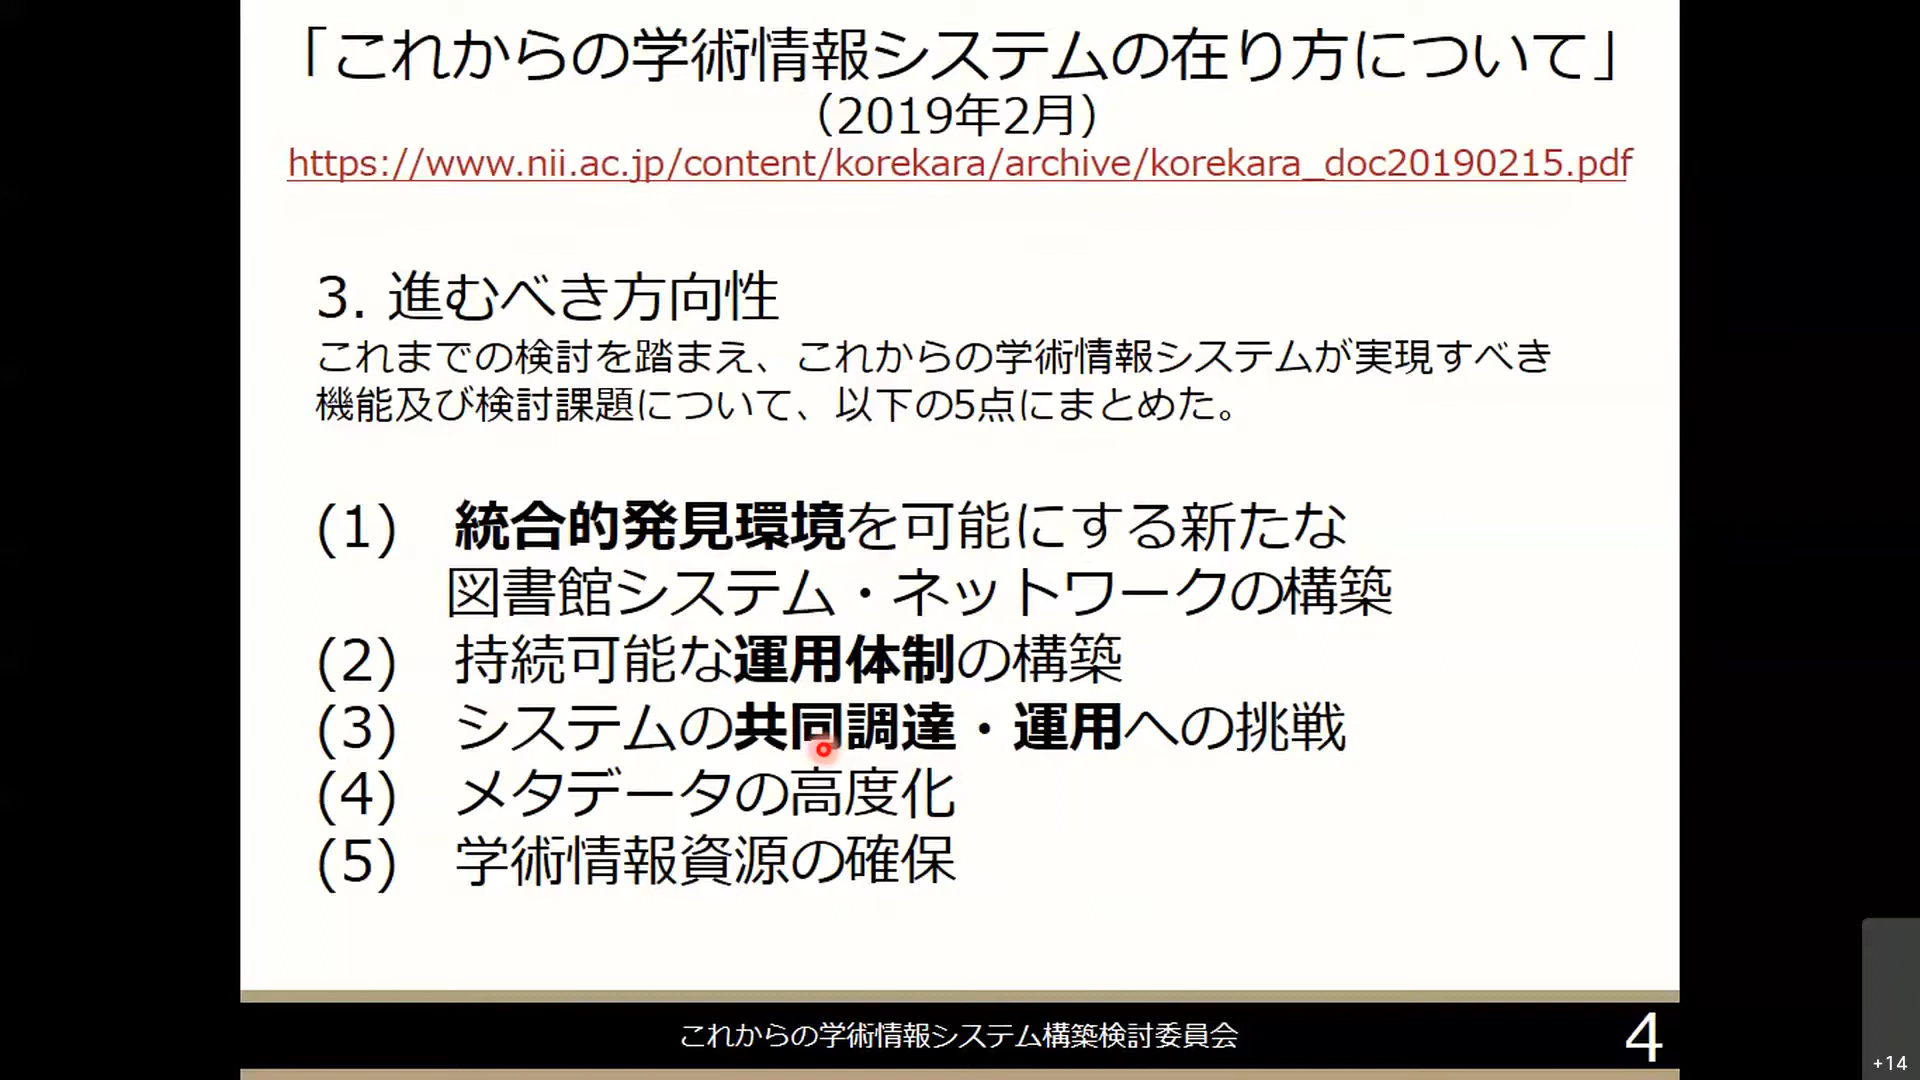 「これからの学術情報システムの在り方について」
（2019年2月）
https://www.nii.ac.jp/content/korekara/archive/korekara_doc20190215.pdf
3. 進むべき方向性
これまでの検討を踏まえ、これからの学術情報システムが実現すべき
機能及び検討課題について、以下の5点にまとめた。
(1) 統合的発見環境を可能にする新たな
図書館システム・ネットワークの構築
(2) 持続可能な運用体制の構築
(3) システムの共同調達・運用への挑戦
(4) メタデータの高度化
(5) 学術情報資源の確保
これからの学術情報システム構築検討委員会
4
+14